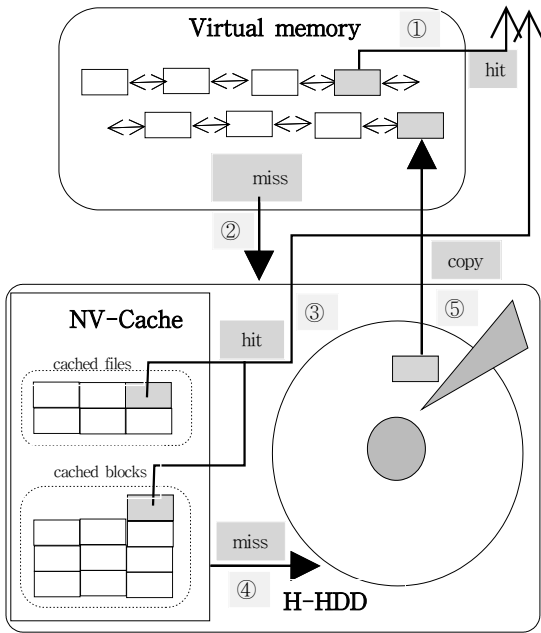 Virtual memory
①
hit
miss
②
copy
NV-Cache
③
⑤
hit
cached files
cached blocks
miss
④
H-HDD